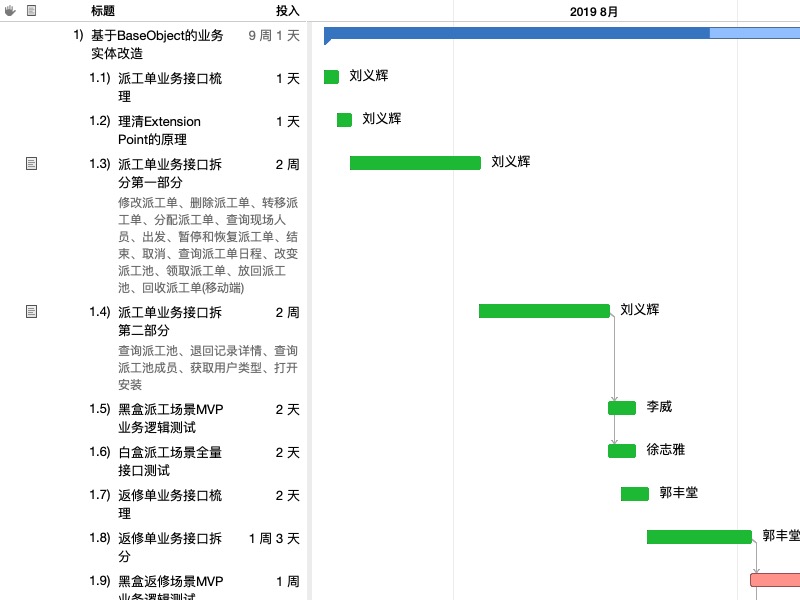 标题 投入 2019 8月
1) 基于BaseObject的业务 9 周 1 天
实体改造
1.1) 派工单业务接口梳 1 天 刘义辉
理
1.2) 理清Extension 1 天 刘义辉
Point的原理
1.3) 派工单业务接口拆 2 周 刘义辉
分第一部分
修改派工单、删除派工单、转移派
工单、分配派工单、查询现场人
员、出发、暂停和恢复派工单、结
束、取消、查询派工单日程、改变
派工池、领取派工单、放回派工
池、回收派工单(移动端)
1.4) 派工单业务接口拆 2 周 刘义辉
第二部分
查询派工池、退回记录详情、查询
派工池成员、获取用户类型、打开
安装
1.5) 黑盒派工场景MVP 2 天 李威
业务逻辑测试
1.6) 白盒派工场景全量 2 天 徐志雅
接口测试
1.7) 返修单业务接口梳 2 天 郭丰堂
理
1.8) 返修单业务接口拆 1 周 3 天 郭丰堂
分
1.9) 黑盒返修场景MVP 1 周
业务逻辑测试